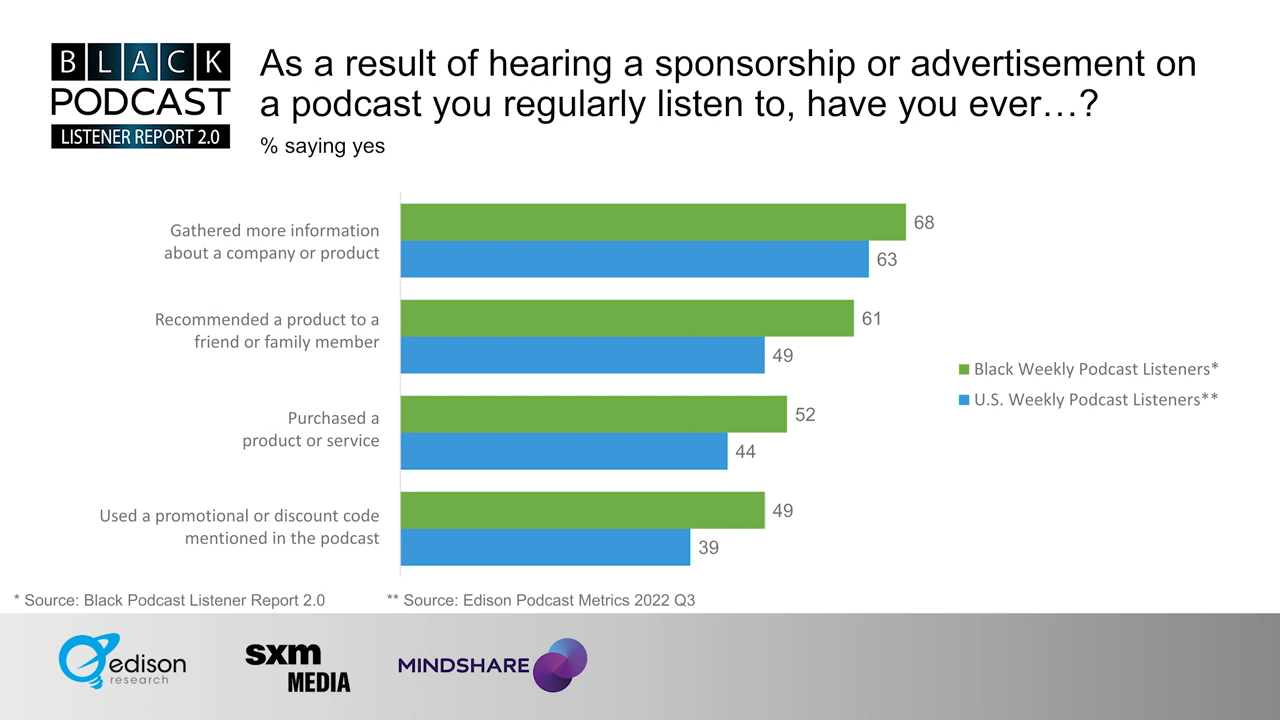 BLACK
PODCAST
LISTENER REPORT 2.0
As a result of hearing a sponsorship or advertisement on
a podcast you regularly listen to, have you ever…?
% saying yes
Gathered more information
about a company or product
68
63
Recommended a product to a
friend or family member
61
49
Purchased a
product or service
52
44
Used a promotional or discount code
mentioned in the podcast
49
39
Black Weekly Podcast Listeners*
U.S. Weekly Podcast Listeners**
* Source: Black Podcast Listener Report 2.0
** Source: Edison Podcast Metrics 2022 Q3
edison
research
sxm
MEDIA
MINDSHARE